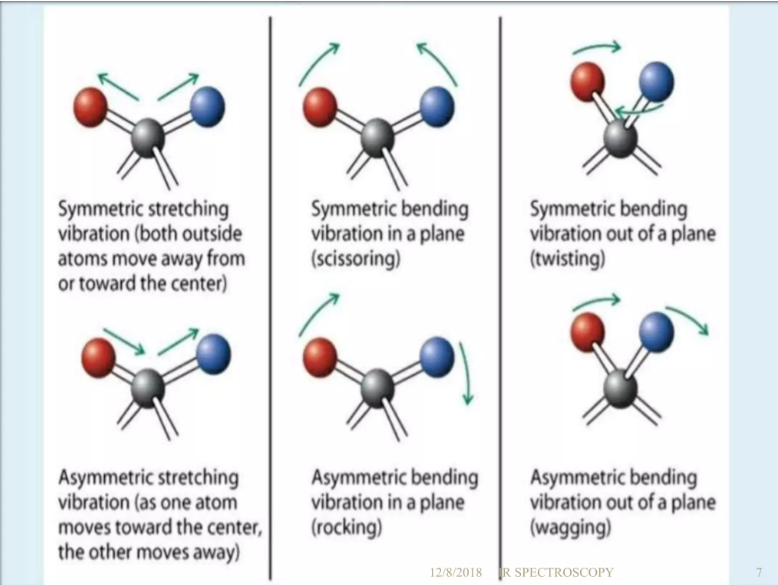 Symmetric stretching
vibration (both outside
atoms move away from
or toward the center)
Symmetric bending
vibration in a plane
(scissoring)
Symmetric bending
vibration out of a plane
(twisting)
Asymmetric stretching
vibration (as one atom
moves toward the center,
the other moves away)
Asymmetric bending
vibration in a plane
(rocking)
Asymmetric bending
vibration out of a plane
(wagging)
12/8/2018 IR SPECTROSCOPY 7